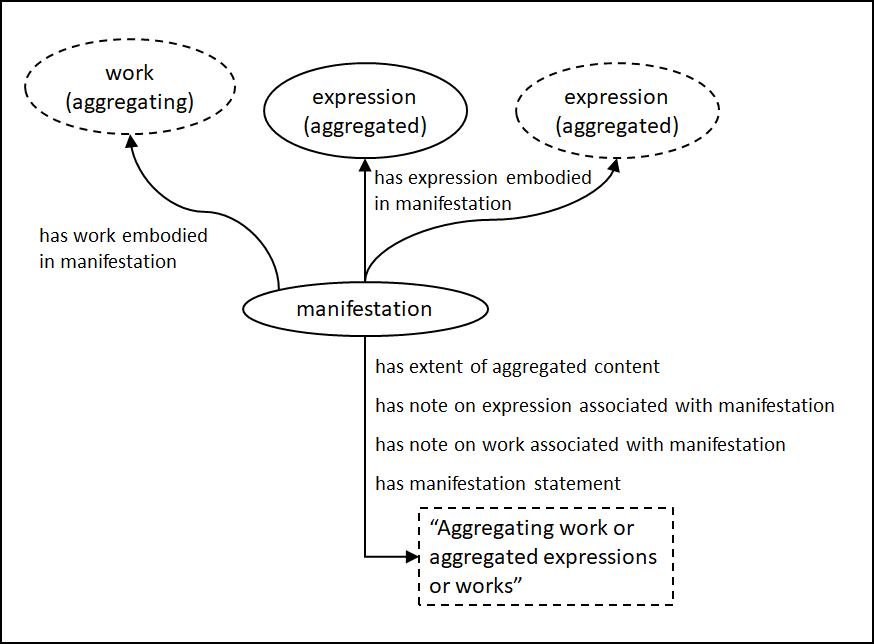 work
(aggregating)
expression
(aggregated)
expression
(aggregated)
has expression embodied
in manifestation
has work embodied
in manifestation
manifestation
has extent of aggregated content
has note on expression associated with manifestation
has note on work associated with manifestation
has manifestation statement
“Aggregating work or
aggregated expressions
or works”